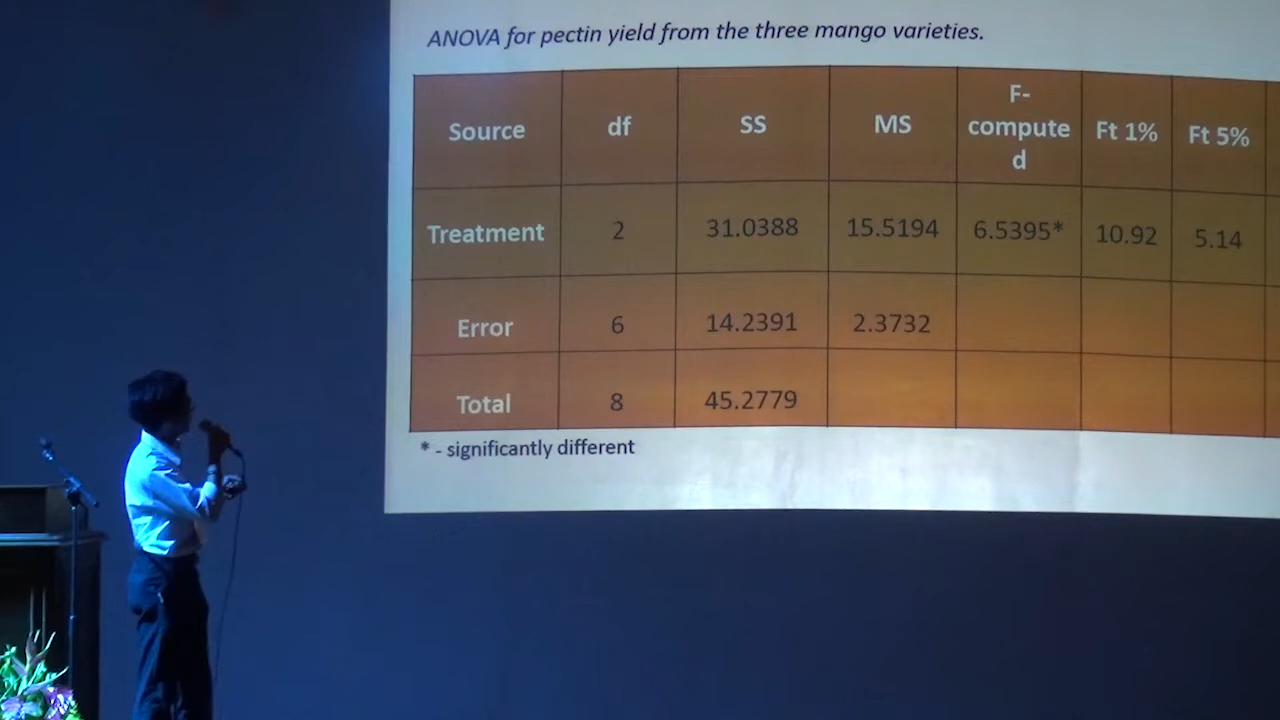 ANOVA for pectin yield from the three mango varieties.
Source df SS MS F-computed Ft 1% Ft 5%
Treatment 2 31.0388 15.5194 6.5395* 10.92 5.14
Error 6 14.2391 2.3732
Total 8 45.2779
* - significantly different